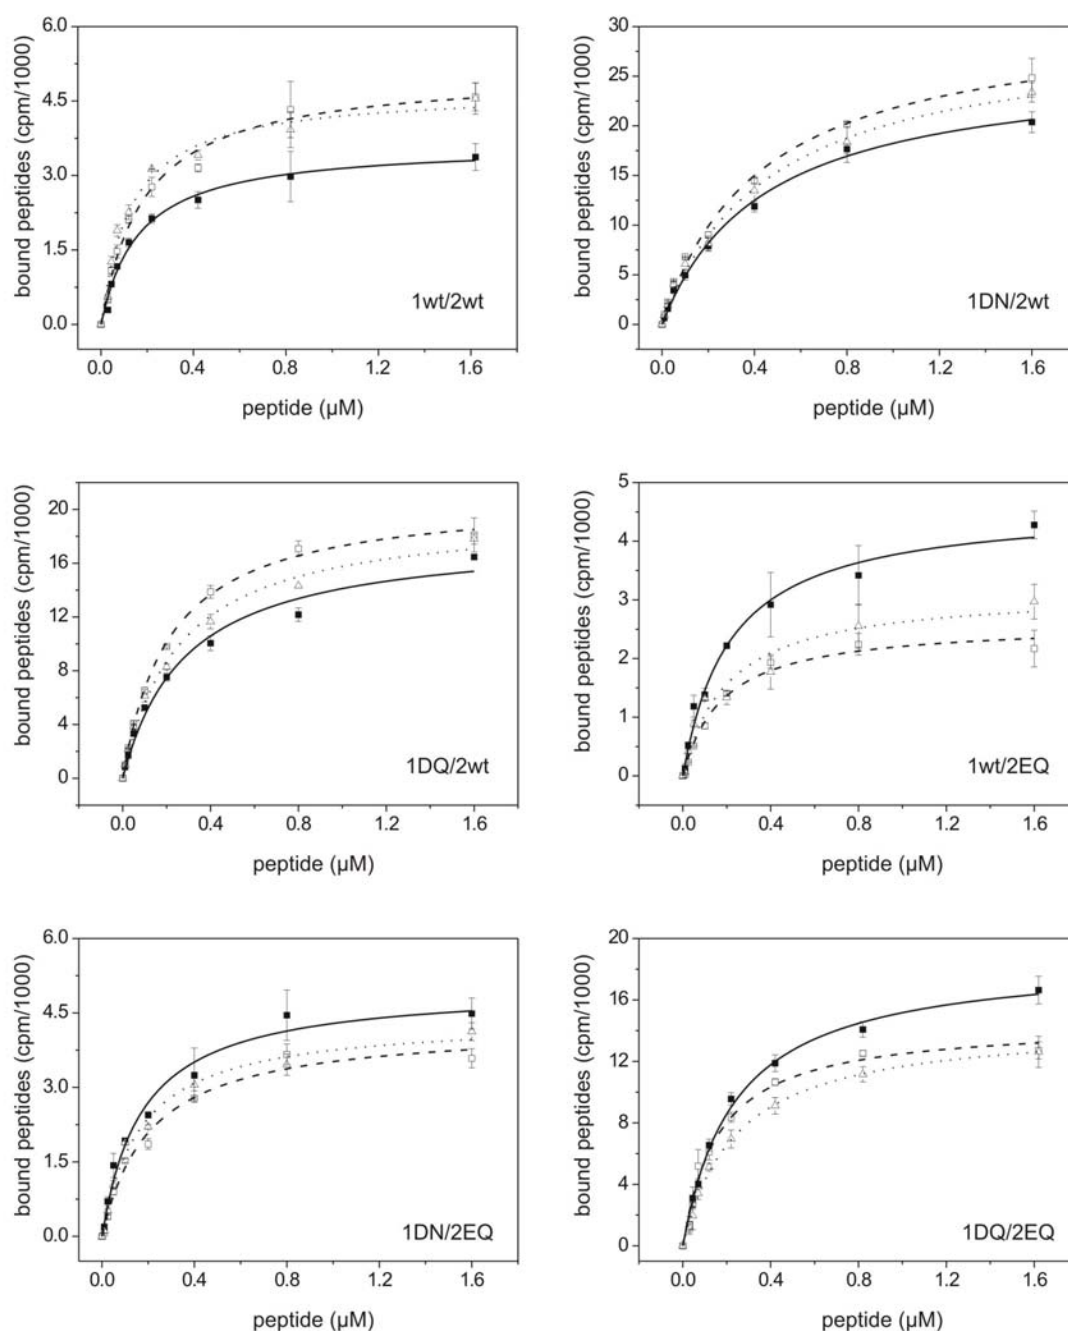 6.0
4.5
3.0
1.5
0.0
bound peptides (cpm/1000)
1wt/2wt
0.0 0.4 0.8 1.2 1.6
peptide (µM)
30
25
20
15
10
5
0
bound peptides (cpm/1000)
1DN/2wt
0.0 0.4 0.8 1.2 1.6
peptide (µM)
20
16
12
8
4
0
bound peptides (cpm/1000)
1DQ/2wt
0.0 0.4 0.8 1.2 1.6
peptide (µM)
5
4
3
2
1
0
bound peptides (cpm/1000)
1wt/2EQ
0.0 0.4 0.8 1.2 1.6
peptide (µM)
6.0
4.5
3.0
1.5
0.0
bound peptides (cpm/1000)
1DN/2EQ
0.0 0.4 0.8 1.2 1.6
peptide (µM)
20
16
12
8
4
0
bound peptides (cpm/1000)
1DQ/2EQ
0.0 0.4 0.8 1.2 1.6
peptide (µM)